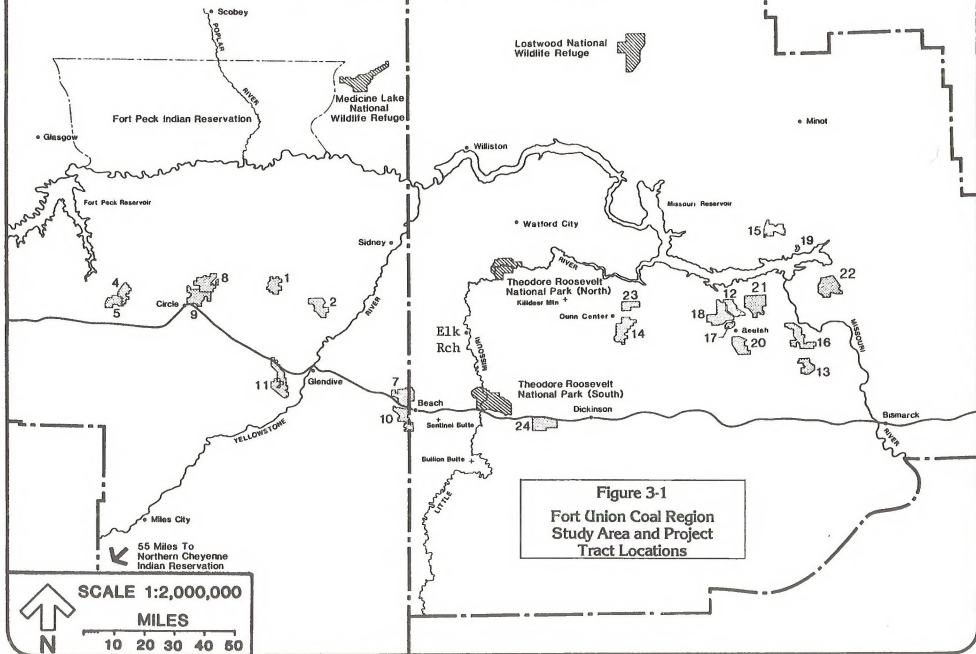 Scobey
POPLAR
RIVER
Lostwood National
Wildlife Refuge
Medicine Lake
National
Wildlife Refuge
Fort Peck Indian Reservation
Glasgow
Minot
Williston
Fort Peck Reservoir
Missouri Reservoir
Watford City
15
19
Sidney
RIVER
4
8
1
5
Circle
9
2
RIVER
Theodore Roosevelt
National Park (North)
Killdeer Mtn
23
12
21
22
Dunn Center
18
14
17
Beulah
20
16
MISSOURI
Elk
Rch
MISSOURI
13
11
Glendive
7
Beach
10
Sentinel Butte
Theodore Roosevelt
National Park (South)
Dickinson
24
Bismarck
RIVER
YELLOWSTONE
Bullion Butte
LITTLE
Miles City
55 Miles To
Northern Cheyenne
Indian Reservation
Figure 3-1
Fort Union Coal Region
Study Area and Project
Tract Locations
SCALE 1:2,000,000
MILES
10 20 30 40 50
N